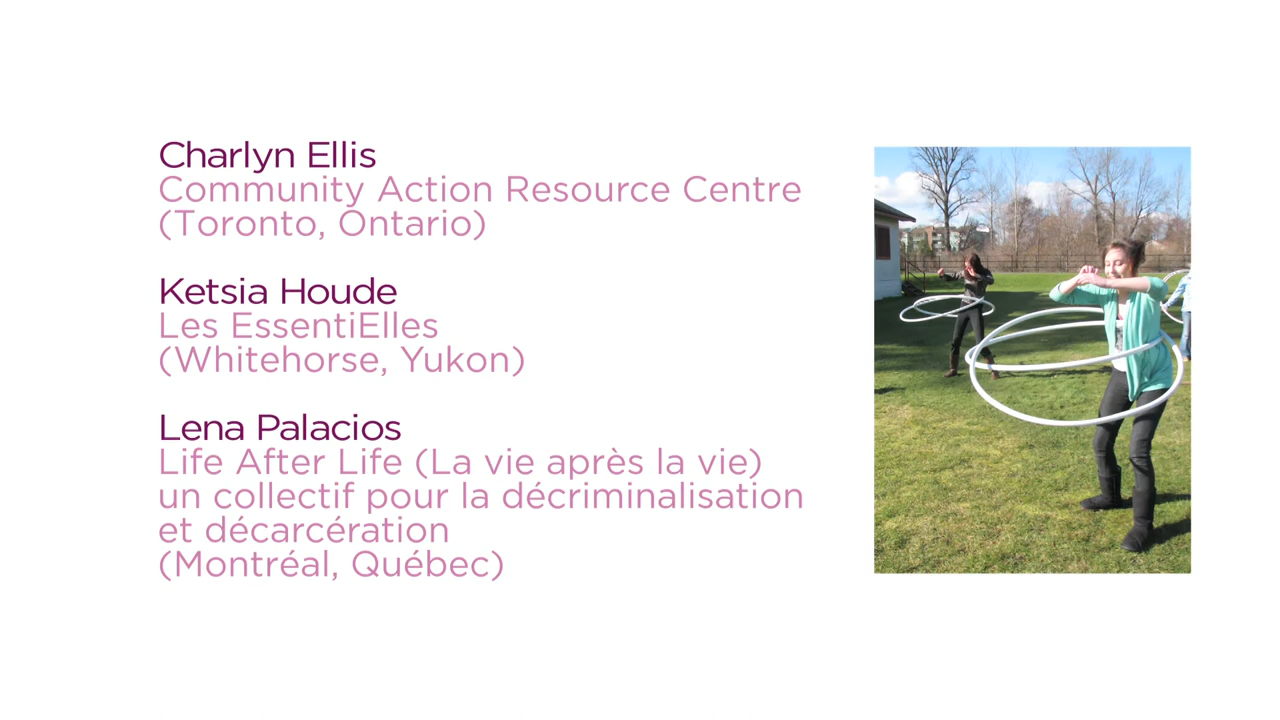 Charlyn Ellis
Community Action Resource Centre
(Toronto, Ontario)
Ketsia Houde
Les EssentiElles
(Whitehorse, Yukon)
Lena Palacios
Life After Life (La vie après la vie)
un collectif pour la décriminalisation
et décarcération
(Montréal, Québec)